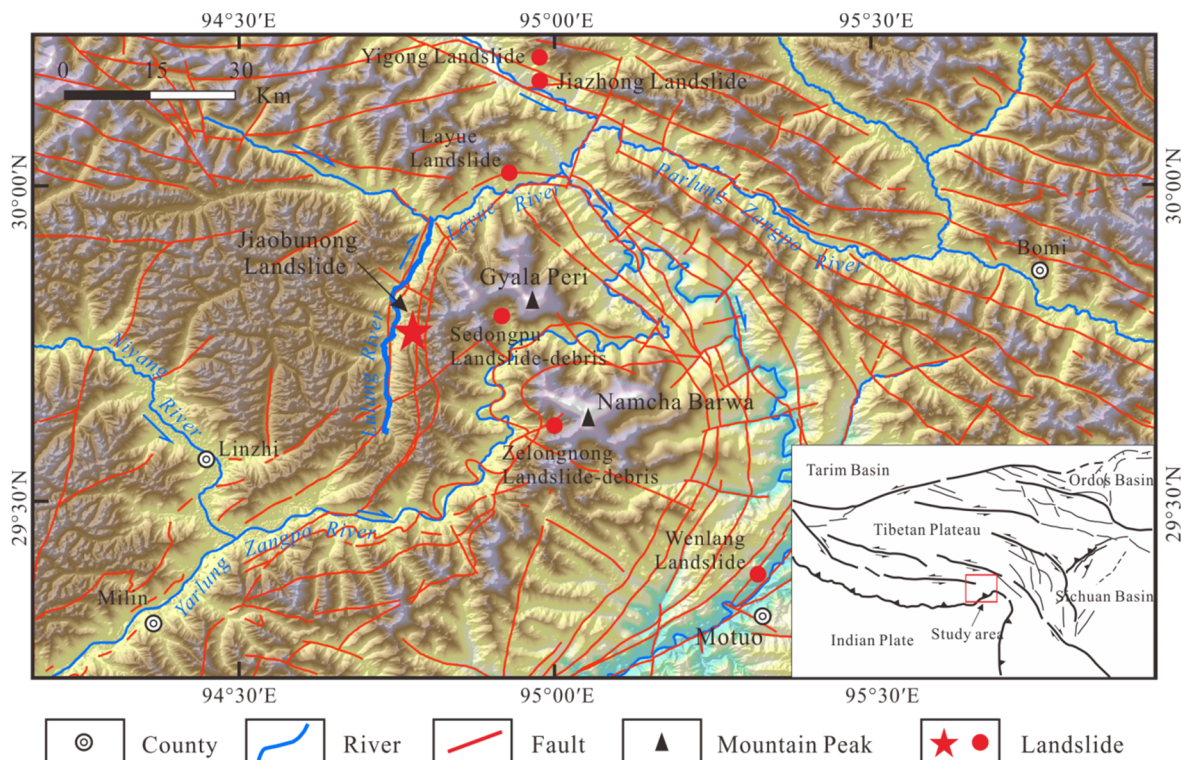 94°30′E
95°00′E
95°30′E
0
15
30
Km
Yigong Landslide
Jiazhong Landslide
Layue
Landslide
30°00′N
30°00′N
Parlung Zangpo River
Layue River
Jiaobunong
Landslide
Bomi
Gyala Peri
Sedongpu
Landslide-debris
Lulang River
Niyang River
Namcha Barwa
Linzhi
Zelongnong
Landslide-debris
29°30′N
29°30′N
Yarlung Zangpo River
Wenlang
Landslide
Milin
Motuo
Tarim Basin
Ordos Basin
Tibetan Plateau
Sichuan Basin
Indian Plate
Study area
94°30′E
95°00′E
95°30′E
County
River
Fault
Mountain Peak
Landslide